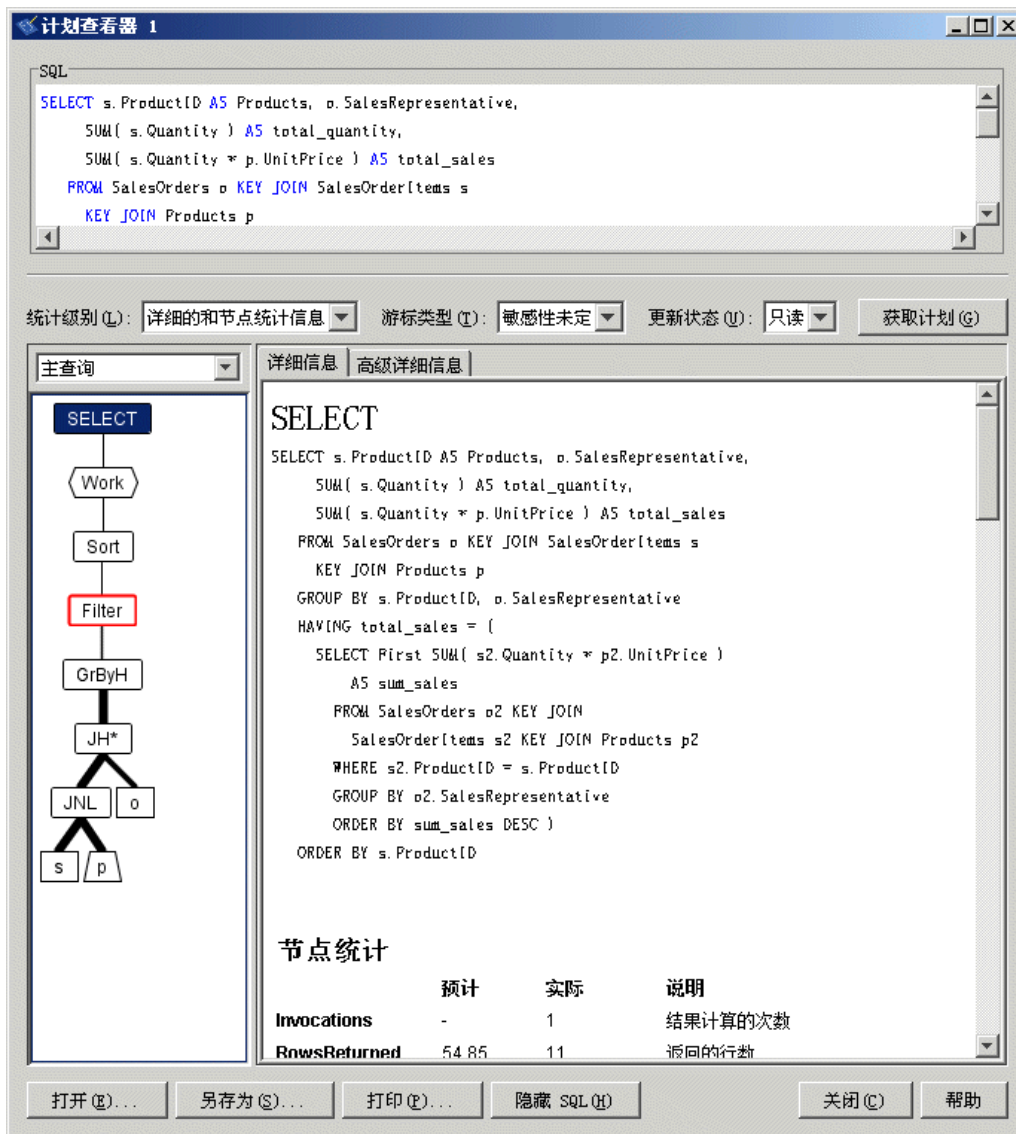 计划查看器 1
SQL
SELECT s.ProductID AS Products, o.SalesRepresentative,
SUM( s.Quantity ) AS total_quantity,
SUM( s.Quantity * p.UnitPrice ) AS total_sales
FROM SalesOrders o KEY JOIN SalesOrderItems s
KEY JOIN Products p
统计级别(L): 详细的和节点统计信息 游标类型(T): 敏感性未定 更新状态(U): 只读 获取计划(G)
主查询
详细信息 高级详细信息
SELECT
Work
Sort
Filter
GrByH
JH*
JNL o
s p
SELECT
SELECT s.ProductID AS Products, o.SalesRepresentative,
SUM( s.Quantity ) AS total_quantity,
SUM( s.Quantity * p.UnitPrice ) AS total_sales
FROM SalesOrders o KEY JOIN SalesOrderItems s
KEY JOIN Products p
GROUP BY s.ProductID, o.SalesRepresentative
HAVING total_sales = (
SELECT First SUM( s2.Quantity * p2.UnitPrice )
AS sum_sales
FROM SalesOrders o2 KEY JOIN
SalesOrderItems s2 KEY JOIN Products p2
WHERE s2.ProductID = s.ProductID
GROUP BY o2.SalesRepresentative
ORDER BY sum_sales DESC )
ORDER BY s.ProductID
节点统计
预计 实际 说明
Invocations - 1 结果计算的次数
RowsReturned 54.85 11 返回的行数
打开(E)... 另存为(S)... 打印(P)... 隐藏 SQL(H) 关闭(C) 帮助